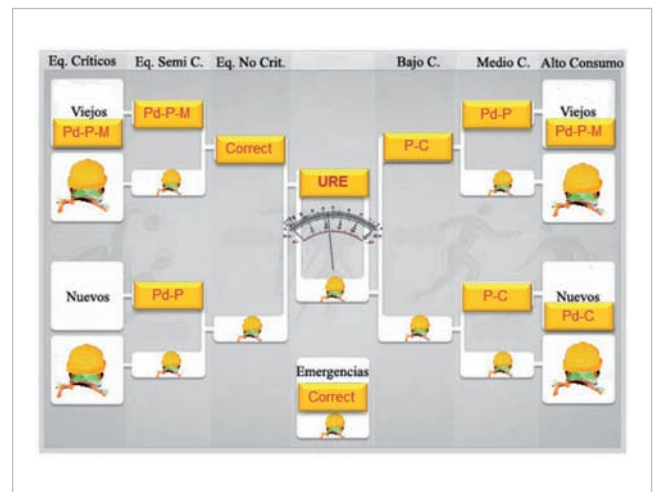 Eq. Críticos Eq. Semi C. Eq. No Crit. Bajo C. Medio C. Alto Consumo
Viejos Pd-P-M Pd-P Viejos
Pd-P-M Pd-P-M
Correct P-C
URE
Nuevos Pd-P P-C Nuevos
Pd-C
Emergencias
Correct